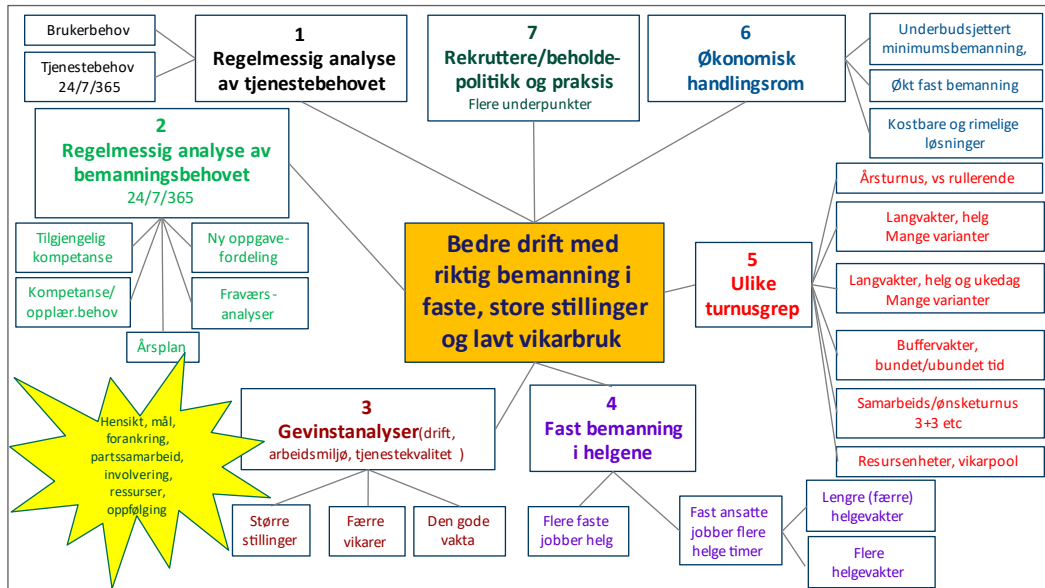 Brukerbehov
Tjenestebehov
24/7/365
1
Regelmessig analyse
av tjenestebehovet
7
Rekruttere/beholde-
politikk og praksis
Flere underpunkter
6
Økonomisk
handlingsrom
Underbudsjettert
minimumsbemanning,
Økt fast bemanning
Kostbare og rimelige
løsninger
2
Regelmessig analyse av
bemanningsbehovet
24/7/365
Tilgjengelig
kompetanse
Ny oppgave-
fordeling
Kompetanse/
opplær.behov
Fraværs-
analyser
Årsplan
Bedre drift med
riktig bemanning i
faste, store stillinger
og lavt vikarbruk
5
Ulike
turnusgrep
Årsturnus, vs rullerende
Langvakter, helg
Mange varianter
Langvakter, helg og ukedag
Mange varianter
Buffervakter,
bundet/ubundet tid
Samarbeids/ønsketurnus
3+3 etc
Resursenheter, vikarpool
Hensikt, mål,
forankring,
partssamarbeid,
involvering,
ressurser,
oppfølging
3
Gevinstanalyser(drift,
arbeidsmiljø, tjenestekvalitet )
Større
stillinger
Færre
vikarer
Den gode
vakta
4
Fast bemanning
i helgene
Flere faste
jobber helg
Fast ansatte
jobber flere
helge timer
Lengre (færre)
helgevakter
Flere
helgevakter